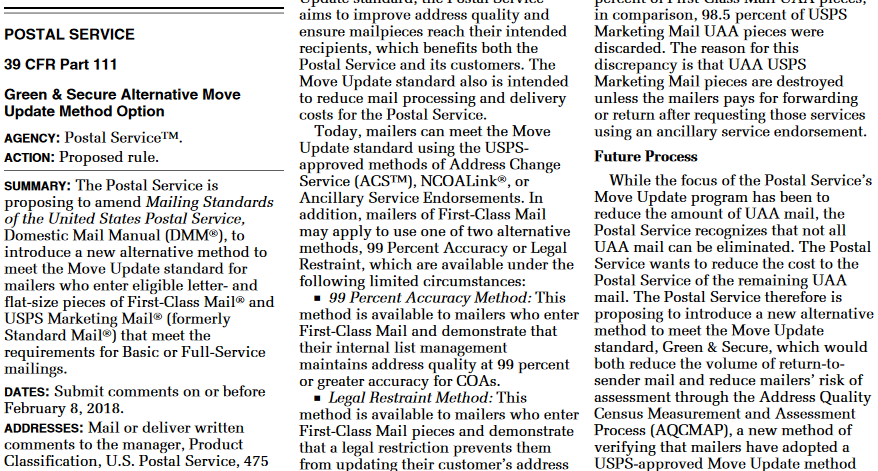 POSTAL SERVICE
39 CFR Part 111
Green & Secure Alternative Move
Update Method Option
AGENCY: Postal Service™.
ACTION: Proposed rule.
SUMMARY: The Postal Service is
proposing to amend Mailing Standards
of the United States Postal Service,
Domestic Mail Manual (DMM®), to
introduce a new alternative method to
meet the Move Update standard for
mailers who enter eligible letter- and
flat-size pieces of First-Class Mail® and
USPS Marketing Mail® (formerly
Standard Mail®) that meet the
requirements for Basic or Full-Service
mailings.
DATES: Submit comments on or before
February 8, 2018.
ADDRESSES: Mail or deliver written
comments to the manager, Product
Classification, U.S. Postal Service, 475
Update standard, the Postal Service
aims to improve address quality and
ensure mailpieces reach their intended
recipients, which benefits both the
Postal Service and its customers. The
Move Update standard also is intended
to reduce mail processing and delivery
costs for the Postal Service.
Today, mailers can meet the Move
Update standard using the USPS-
approved methods of Address Change
Service (ACS™), NCOALink®, or
Ancillary Service Endorsements. In
addition, mailers of First-Class Mail
may apply to use one of two alternative
methods, 99 Percent Accuracy or Legal
Restraint, which are available under the
following limited circumstances:
▪ 99 Percent Accuracy Method: This
method is available to mailers who enter
First-Class Mail and demonstrate that
their internal list management
maintains address quality at 99 percent
or greater accuracy for COAs.
▪ Legal Restraint Method: This
method is available to mailers who enter
First-Class Mail pieces and demonstrate
that a legal restriction prevents them
from updating their customer's address
percent of First-Class Mail UAA pieces,
in comparison, 98.5 percent of USPS
Marketing Mail UAA pieces were
discarded. The reason for this
discrepancy is that UAA USPS
Marketing Mail pieces are destroyed
unless the mailers pays for forwarding
or return after requesting those services
using an ancillary service endorsement.
Future Process
While the focus of the Postal Service's
Move Update program has been to
reduce the amount of UAA mail, the
Postal Service recognizes that not all
UAA mail can be eliminated. The Postal
Service wants to reduce the cost to the
Postal Service of the remaining UAA
mail. The Postal Service therefore is
proposing to introduce a new alternative
method to meet the Move Update
standard, Green & Secure, which would
both reduce the volume of return-to-
sender mail and reduce mailers' risk of
assessment through the Address Quality
Census Measurement and Assessment
Process (AQCMAP), a new method of
verifying that mailers have adopted a
USPS-approved Move Update method